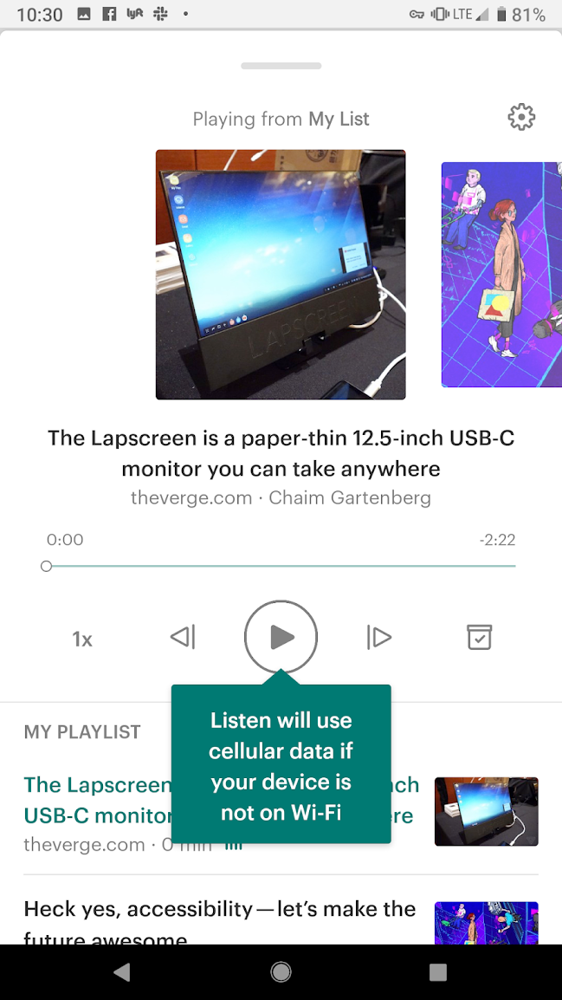 10:30 lyft LTE 81%
Playing from My List
LAPSCREEN
The Lapscreen is a paper-thin 12.5-inch USB-C
monitor you can take anywhere
theverge.com · Chaim Gartenberg
0:00 -2:22
1x
Listen will use
cellular data if
your device is
not on Wi-Fi
MY PLAYLIST
The Lapscreen nch
USB-C monitor ere
theverge.com · 0 min
Heck yes, accessibility—let's make the
future awesome